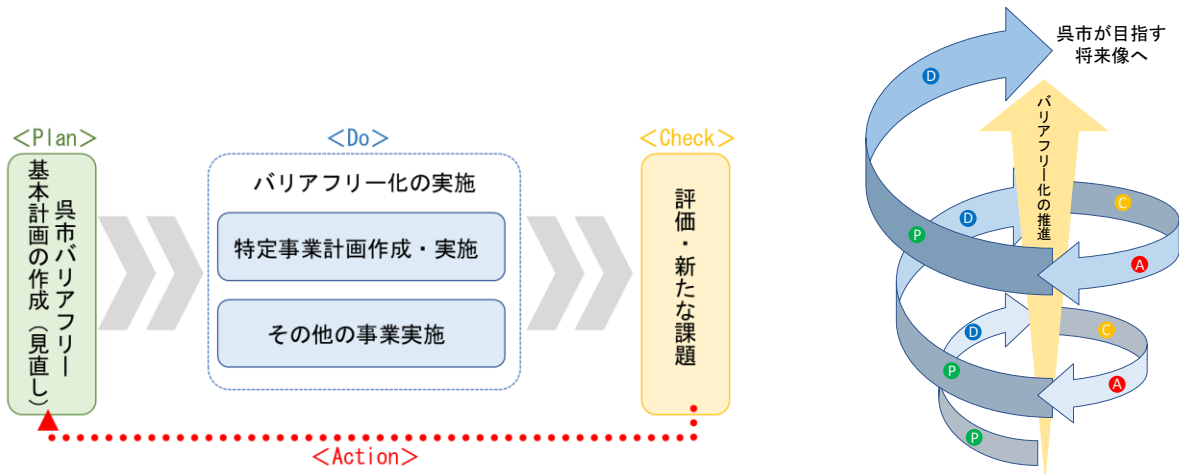 <Plan>
呉市バリアフリー
基本計画の作成（見直し）
<Do>
バリアフリー化の実施
特定事業計画作成・実施
その他の事業実施
<Check>
評価・新たな課題
<Action>
呉市が目指す
将来像へ
バリアフリー化の推進
D
D
C
P
A
D
C
P
A
P